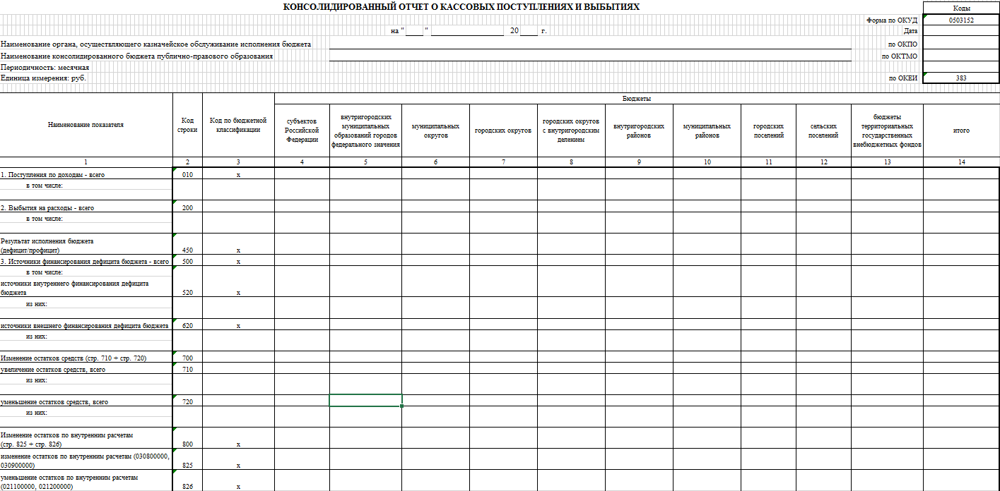 КОНСОЛИДИРОВАННЫЙ ОТЧЕТ О КАССОВЫХ ПОСТУПЛЕНИЯХ И ВЫБЫТИЯХ
Коды
Форма по ОКУД 0503152
на " ___ " ____________ 20 ___ г. Дата
Наименование органа, осуществляющего казначейское обслуживание исполнения бюджета по ОКПО
Наименование консолидированного бюджета публично-правового образования по ОКТМО
Периодичность: месячная
Единица измерения: руб. по ОКЕИ 383
Наименование показателя
Код
строки
Код по бюджетной
классификации
Бюджеты
субъектов
Российской
Федерации
внутригородских
муниципальных
образований городов
федерального значения
муниципальных
округов
городских округов
городских округов
с внутригородским
делением
внутригородских
районов
муниципальных
районов
городских
поселений
сельских
поселений
бюджеты
территориальных
государственных
внебюджетных фондов
итого
1 2 3 4 5 6 7 8 9 10 11 12 13 14
1. Поступления по доходам - всего 010 x
в том числе:
2. Выбытия на расходы - всего 200
в том числе:
Результат исполнения бюджета
(дефицит/профицит) 450 x
3. Источники финансирования дефицита бюджета - всего 500 x
в том числе:
источники внутреннего финансирования дефицита
бюджета 520 x
из них:
источники внешнего финансирования дефицита бюджета 620 x
из них:
Изменение остатков средств (стр. 710 + стр. 720) 700
увеличение остатков средств, всего 710
из них:
уменьшение остатков средств, всего 720
из них:
Изменение остатков по внутренним расчетам
(стр. 825 + стр. 826) 800 x
изменение остатков по внутренним расчетам (030800000,
030900000) 825 x
уменьшение остатков по внутренним расчетам
(021100000, 021200000) 826 x